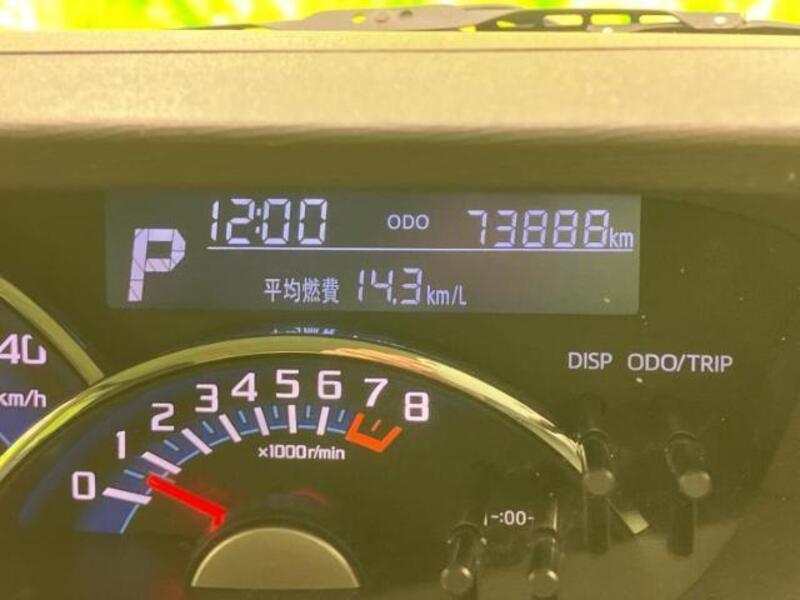 12:00 ODO 73888km
P
平均燃費 14.3km/L
DISP ODO/TRIP
40
km/h
0 1 2 3 4 5 6 7 8
×1000r/min
-:00-